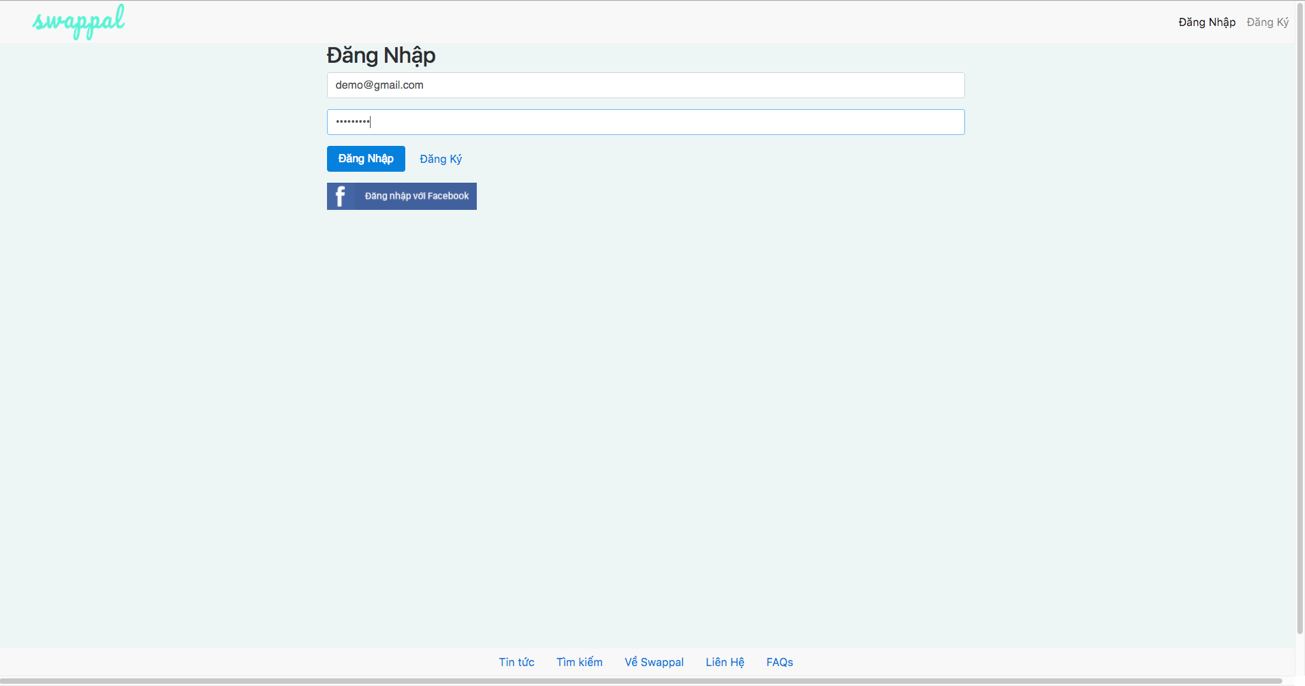 swappal
Đăng Nhập Đăng Ký
Đăng Nhập
demo@gmail.com
•••••••••
Đăng Nhập Đăng Ký
f Đăng nhập với Facebook
Tin tức Tìm kiếm Về Swappal Liên Hệ FAQs